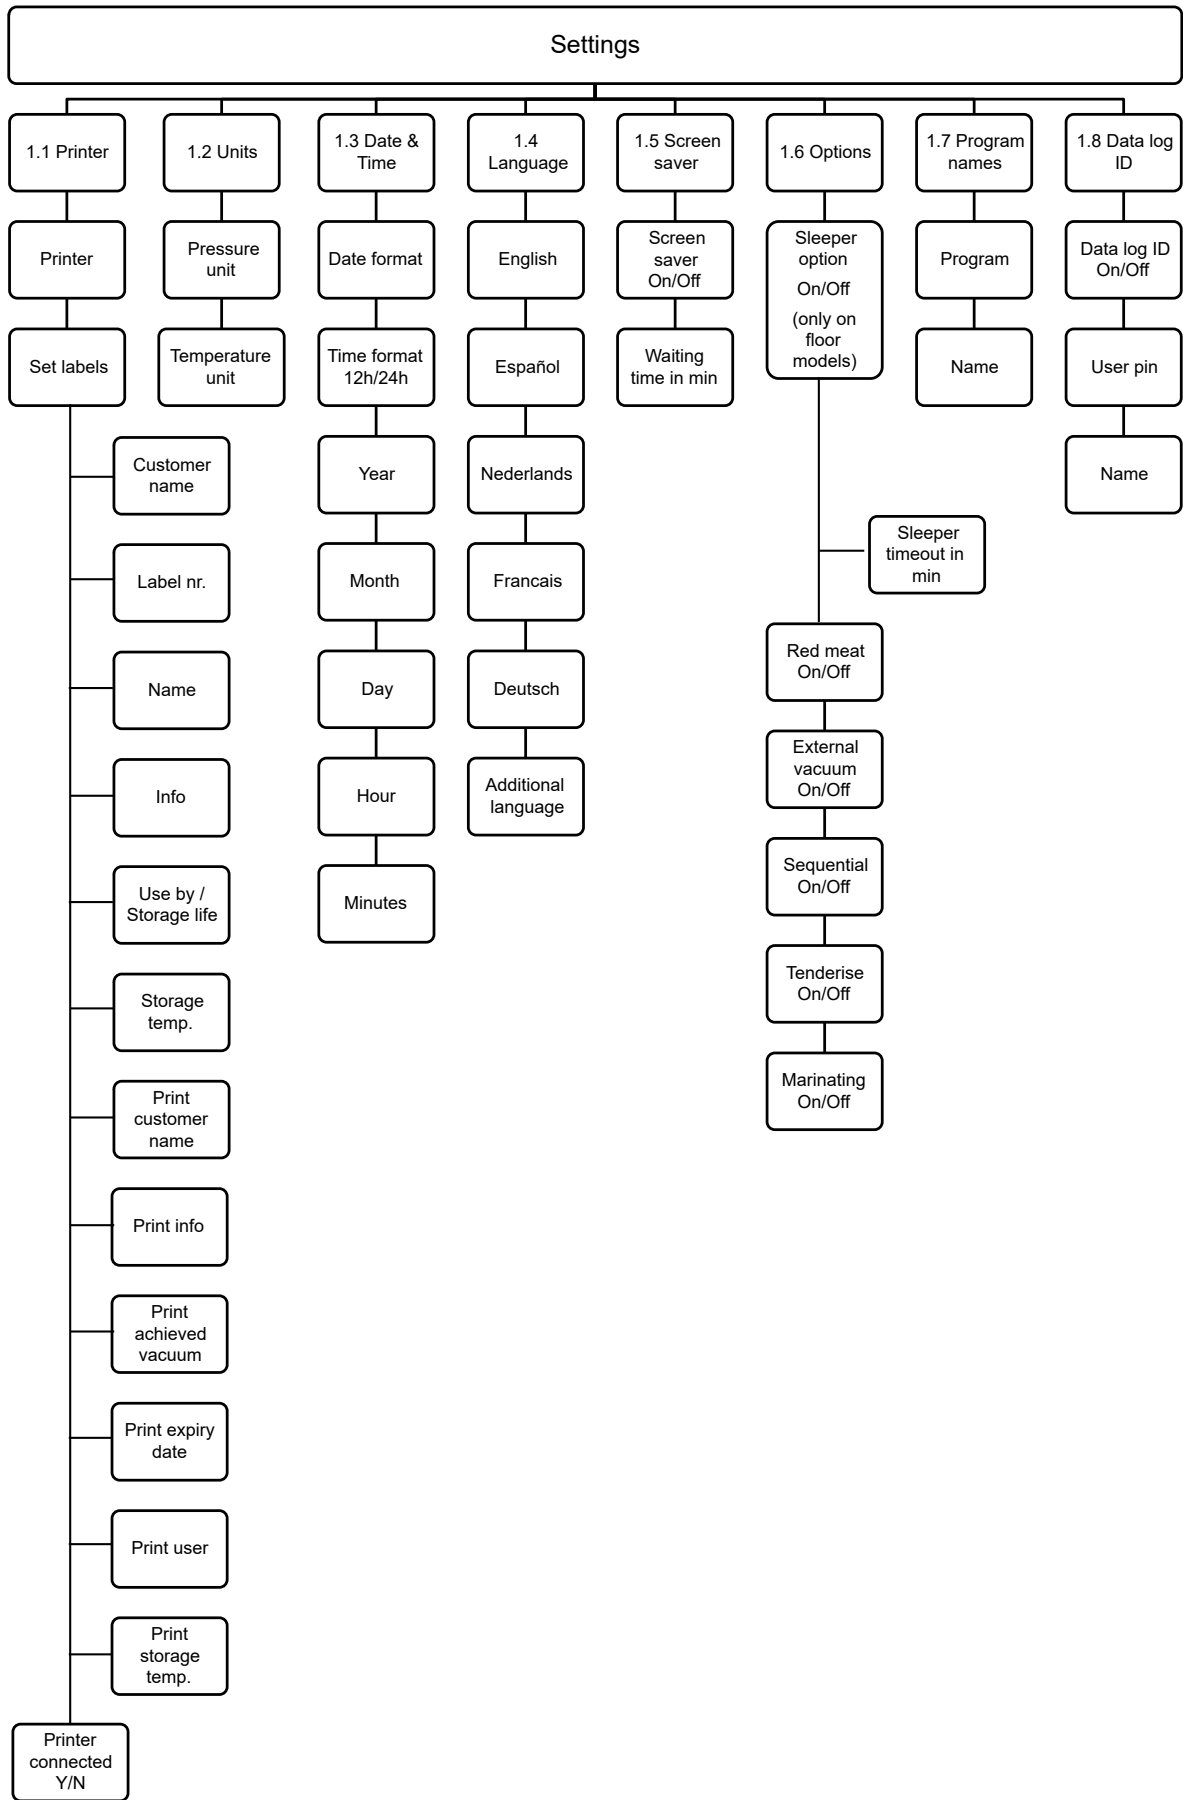 Settings
1.1 Printer
Printer
Set labels
Customer
name
Label nr.
Name
Info
Use by /
Storage life
Storage
temp.
Print
customer
name
Print info
Print
achieved
vacuum
Print expiry
date
Print user
Print
storage
temp.
Printer
connected
Y/N
1.2 Units
Pressure
unit
Temperature
unit
1.3 Date &
Time
Date format
Time format
12h/24h
Year
Month
Day
Hour
Minutes
1.4
Language
English
Español
Nederlands
Francais
Deutsch
Additional
language
1.5 Screen
saver
Screen
saver
On/Off
Waiting
time in min
1.6 Options
Sleeper
option
On/Off
(only on
floor
models)
Sleeper
timeout in
min
Red meat
On/Off
External
vacuum
On/Off
Sequential
On/Off
Tenderise
On/Off
Marinating
On/Off
1.7 Program
names
Program
Name
1.8 Data log
ID
Data log ID
On/Off
User pin
Name